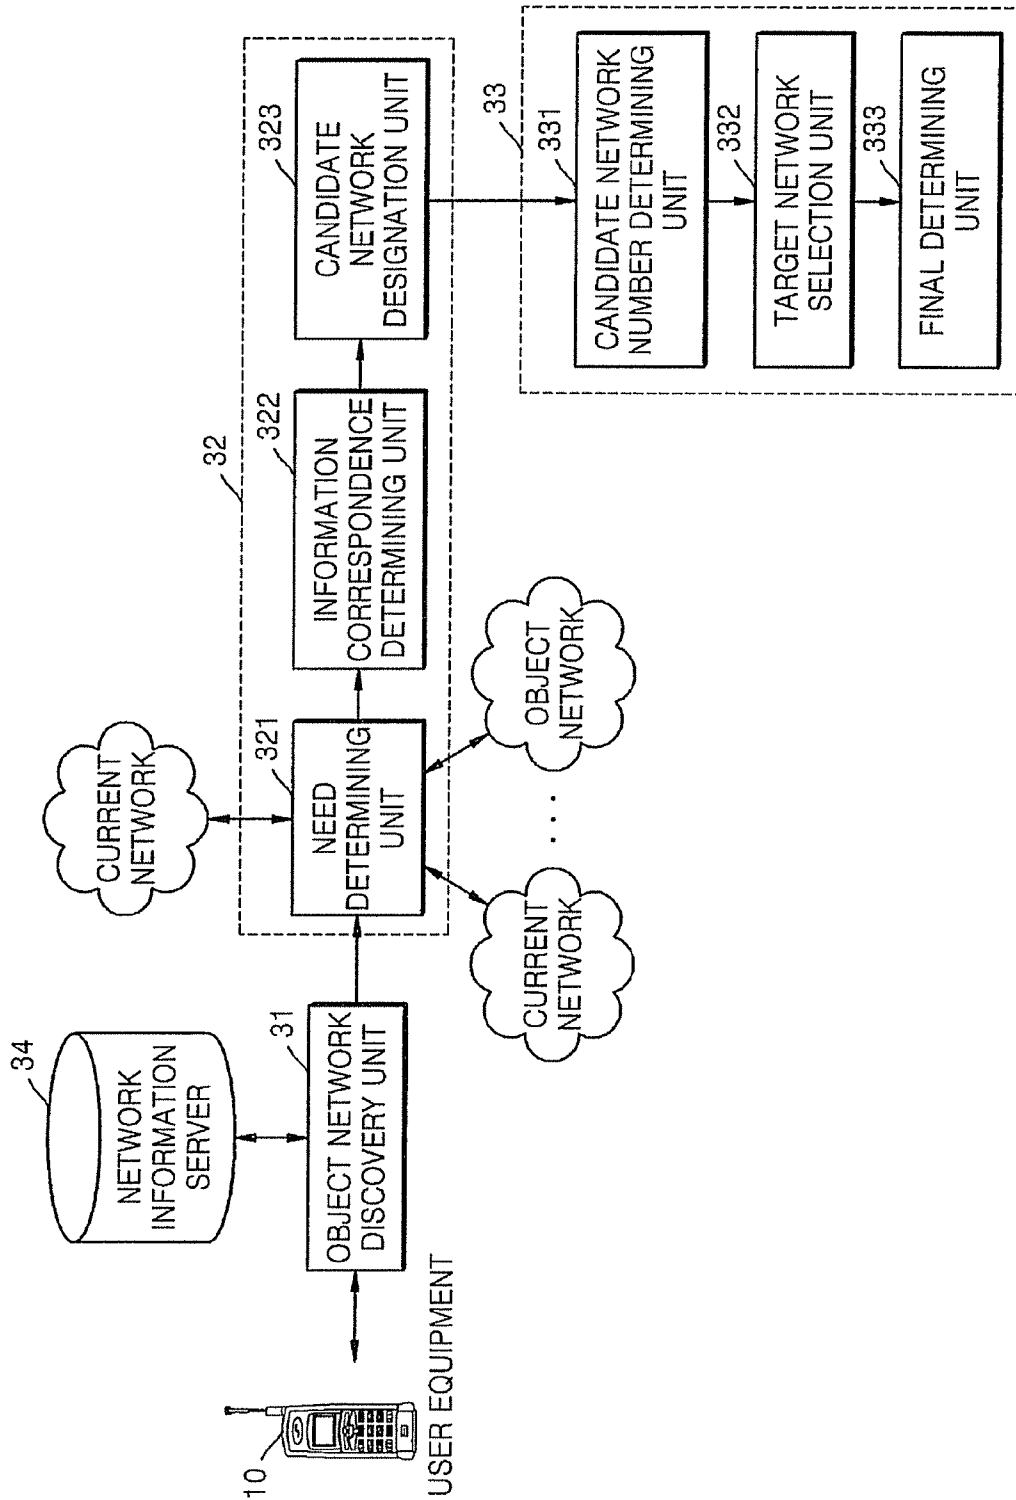 10
USER EQUIPMENT
34
NETWORK
INFORMATION
SERVER
31
OBJECT NETWORK
DISCOVERY UNIT
CURRENT
NETWORK
32
321
NEED
DETERMINING
UNIT
CURRENT
NETWORK
. . .
OBJECT
NETWORK
322
INFORMATION
CORRESPONDENCE
DETERMINING UNIT
323
CANDIDATE
NETWORK
DESIGNATION UNIT
33
331
CANDIDATE NETWORK
NUMBER DETERMINING
UNIT
332
TARGET NETWORK
SELECTION UNIT
333
FINAL DETERMINING
UNIT